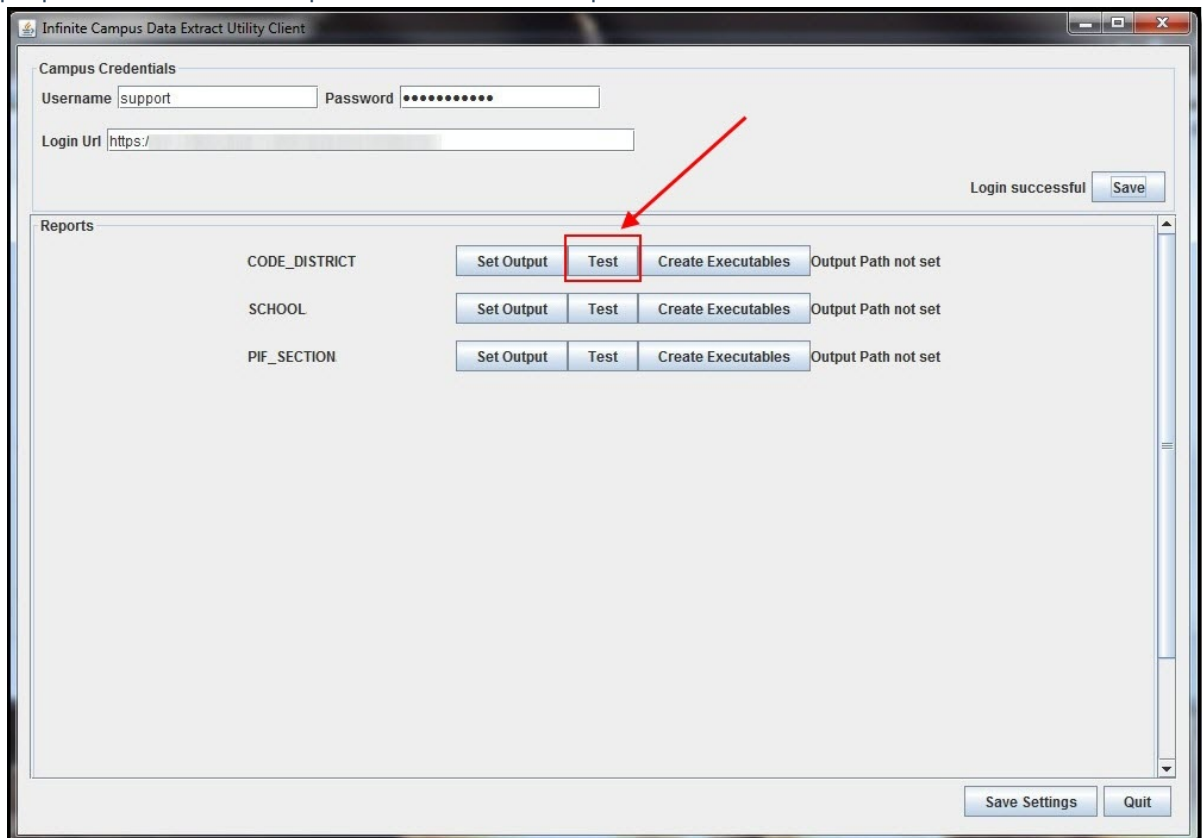 Infinite Campus Data Extract Utility Client
Campus Credentials
Username support Password •••••••••••
Login Url https:/
Login successful Save
Reports
CODE_DISTRICT Set Output Test Create Executables Output Path not set
SCHOOL Set Output Test Create Executables Output Path not set
PIF_SECTION Set Output Test Create Executables Output Path not set
Save Settings Quit